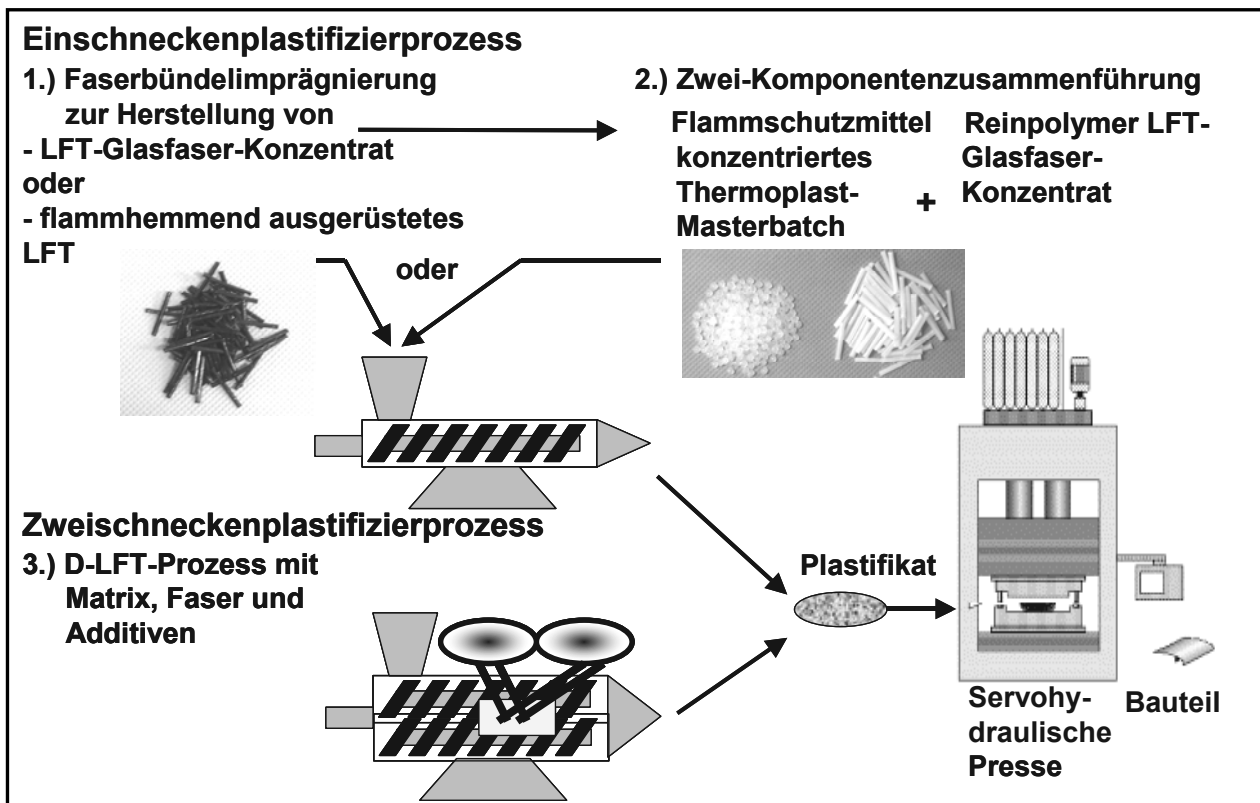 Einschneckenplastifizierprozess
1.) Faserbündelimprägnierung
zur Herstellung von
- LFT-Glasfaser-Konzentrat
oder
- flammhemmend ausgerüstetes
LFT
2.) Zwei-Komponentenzusammenführung
Flammschutzmittel
konzentriertes
Thermoplast-
Masterbatch
+
Reinpolymer LFT-
Glasfaser-
Konzentrat
oder
Zweischneckenplastifizierprozess
3.) D-LFT-Prozess mit
Matrix, Faser und
Additiven
Plastifikat
Servohy-
draulische
Presse
Bauteil